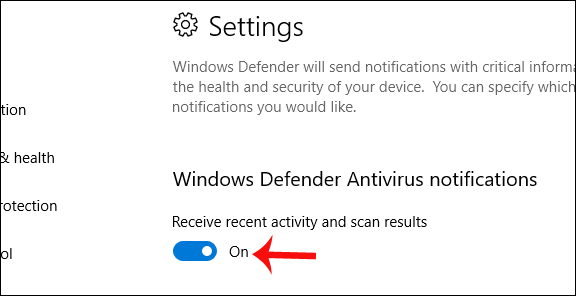 Settings
Windows Defender will send notifications with critical
the health and security of your device. You can specify which
notifications you would like.
tion
& health
rotection
ol
Windows Defender Antivirus notifications
Receive recent activity and scan results
On